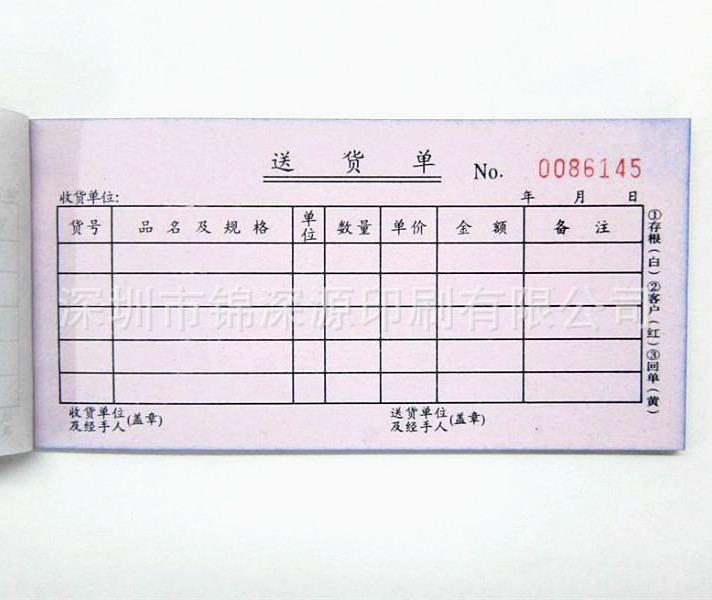 送货单
No. 0086145
收货单位: 年 月 日
货号 品名及规格 单位 数量 单价 金额 备注
①存根(白)②客户(红)③回单(黄)
深圳市锦深源印刷有限公司
收货单位及经手人(盖章) 送货单位及经手人(盖章)